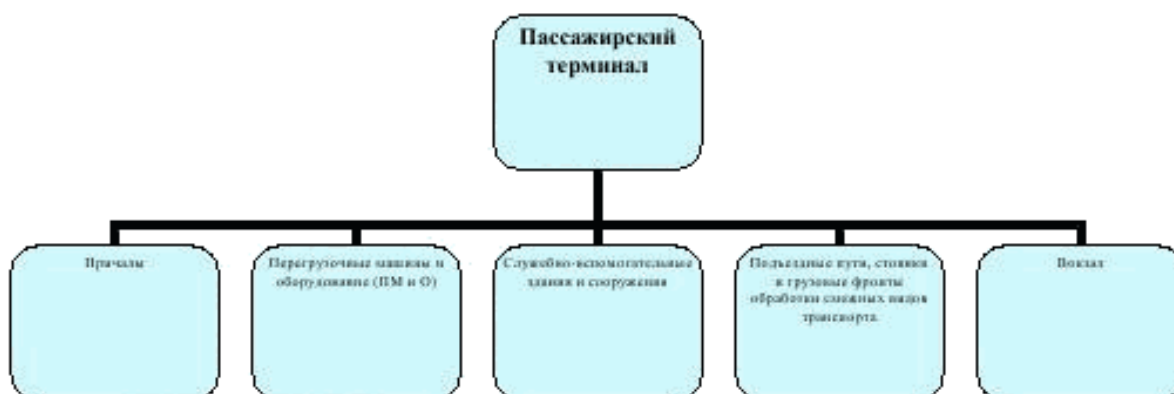 Пассажирский
терминал
Причалы
Перегрузочные машины и
оборудование (ПМ и О)
Служебно-вспомогательные
здания и сооружения
Подъездные пути, стоянки
и грузовые фронты
обработки смежных видов
транспорта
Вокзал